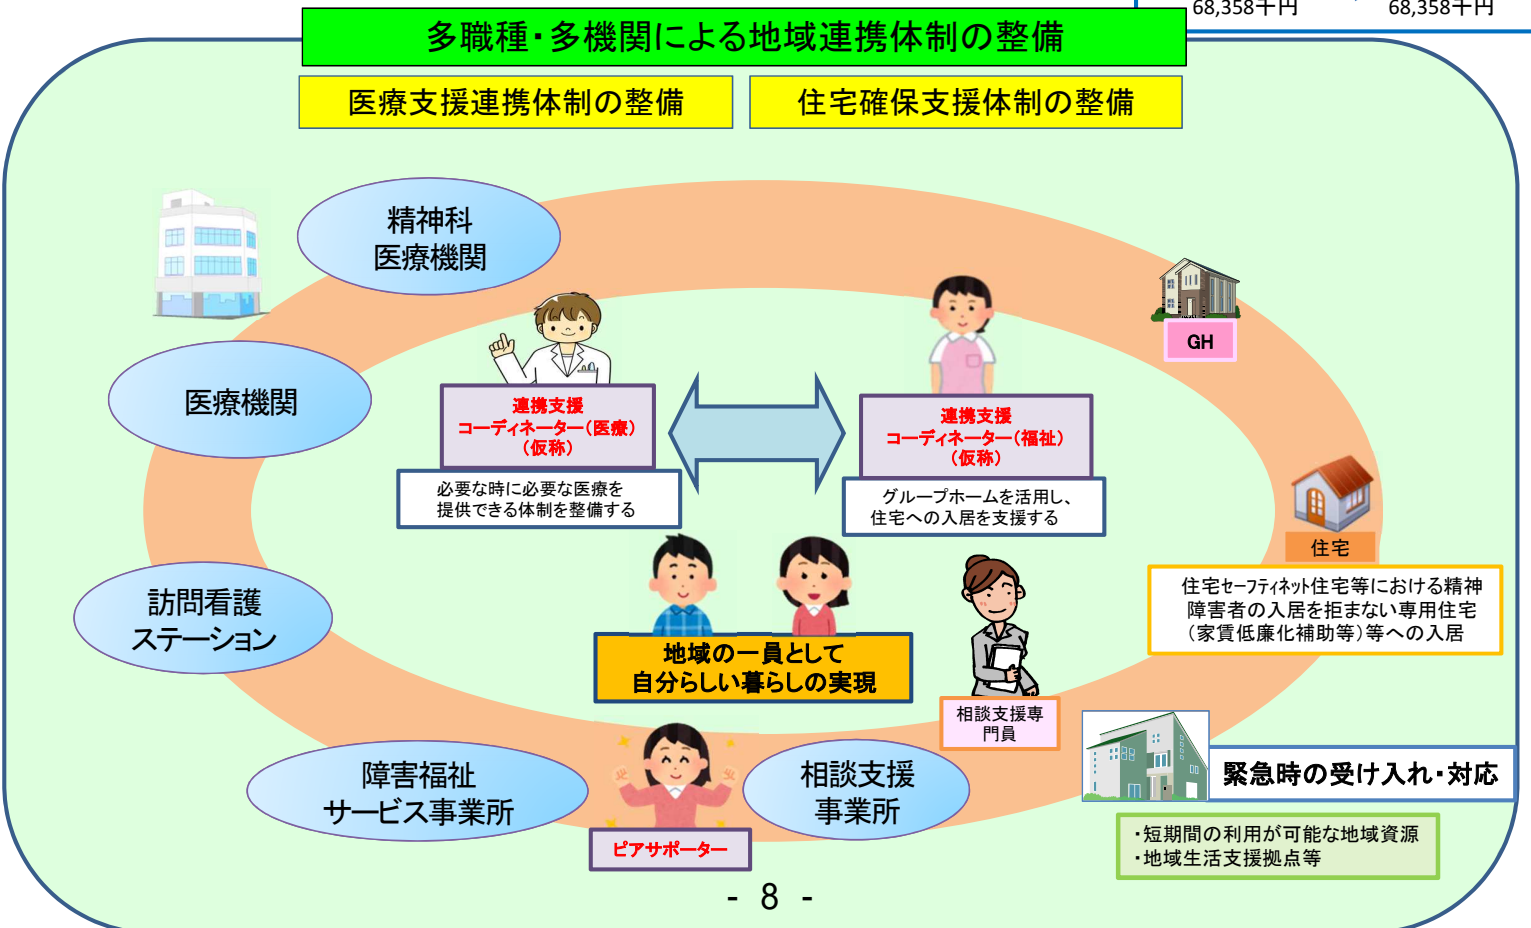 68,358千円
68,358千円
多職種・多機関による地域連携体制の整備
医療支援連携体制の整備
住宅確保支援体制の整備
精神科
医療機関
GH
医療機関
連携支援
コーディネーター(医療)
(仮称)
連携支援
コーディネーター(福祉)
(仮称)
必要な時に必要な医療を
提供できる体制を整備する
グループホームを活用し、
住宅への入居を支援する
住宅
住宅セーフティネット住宅等における精神
障害者の入居を拒まない専用住宅
(家賃低廉化補助等)等への入居
訪問看護
ステーション
地域の一員として
自分らしい暮らしの実現
相談支援専
門員
障害福祉
サービス事業所
ピアサポーター
相談支援
事業所
緊急時の受け入れ・対応
・短期間の利用が可能な地域資源
・地域生活支援拠点等
- 8 -